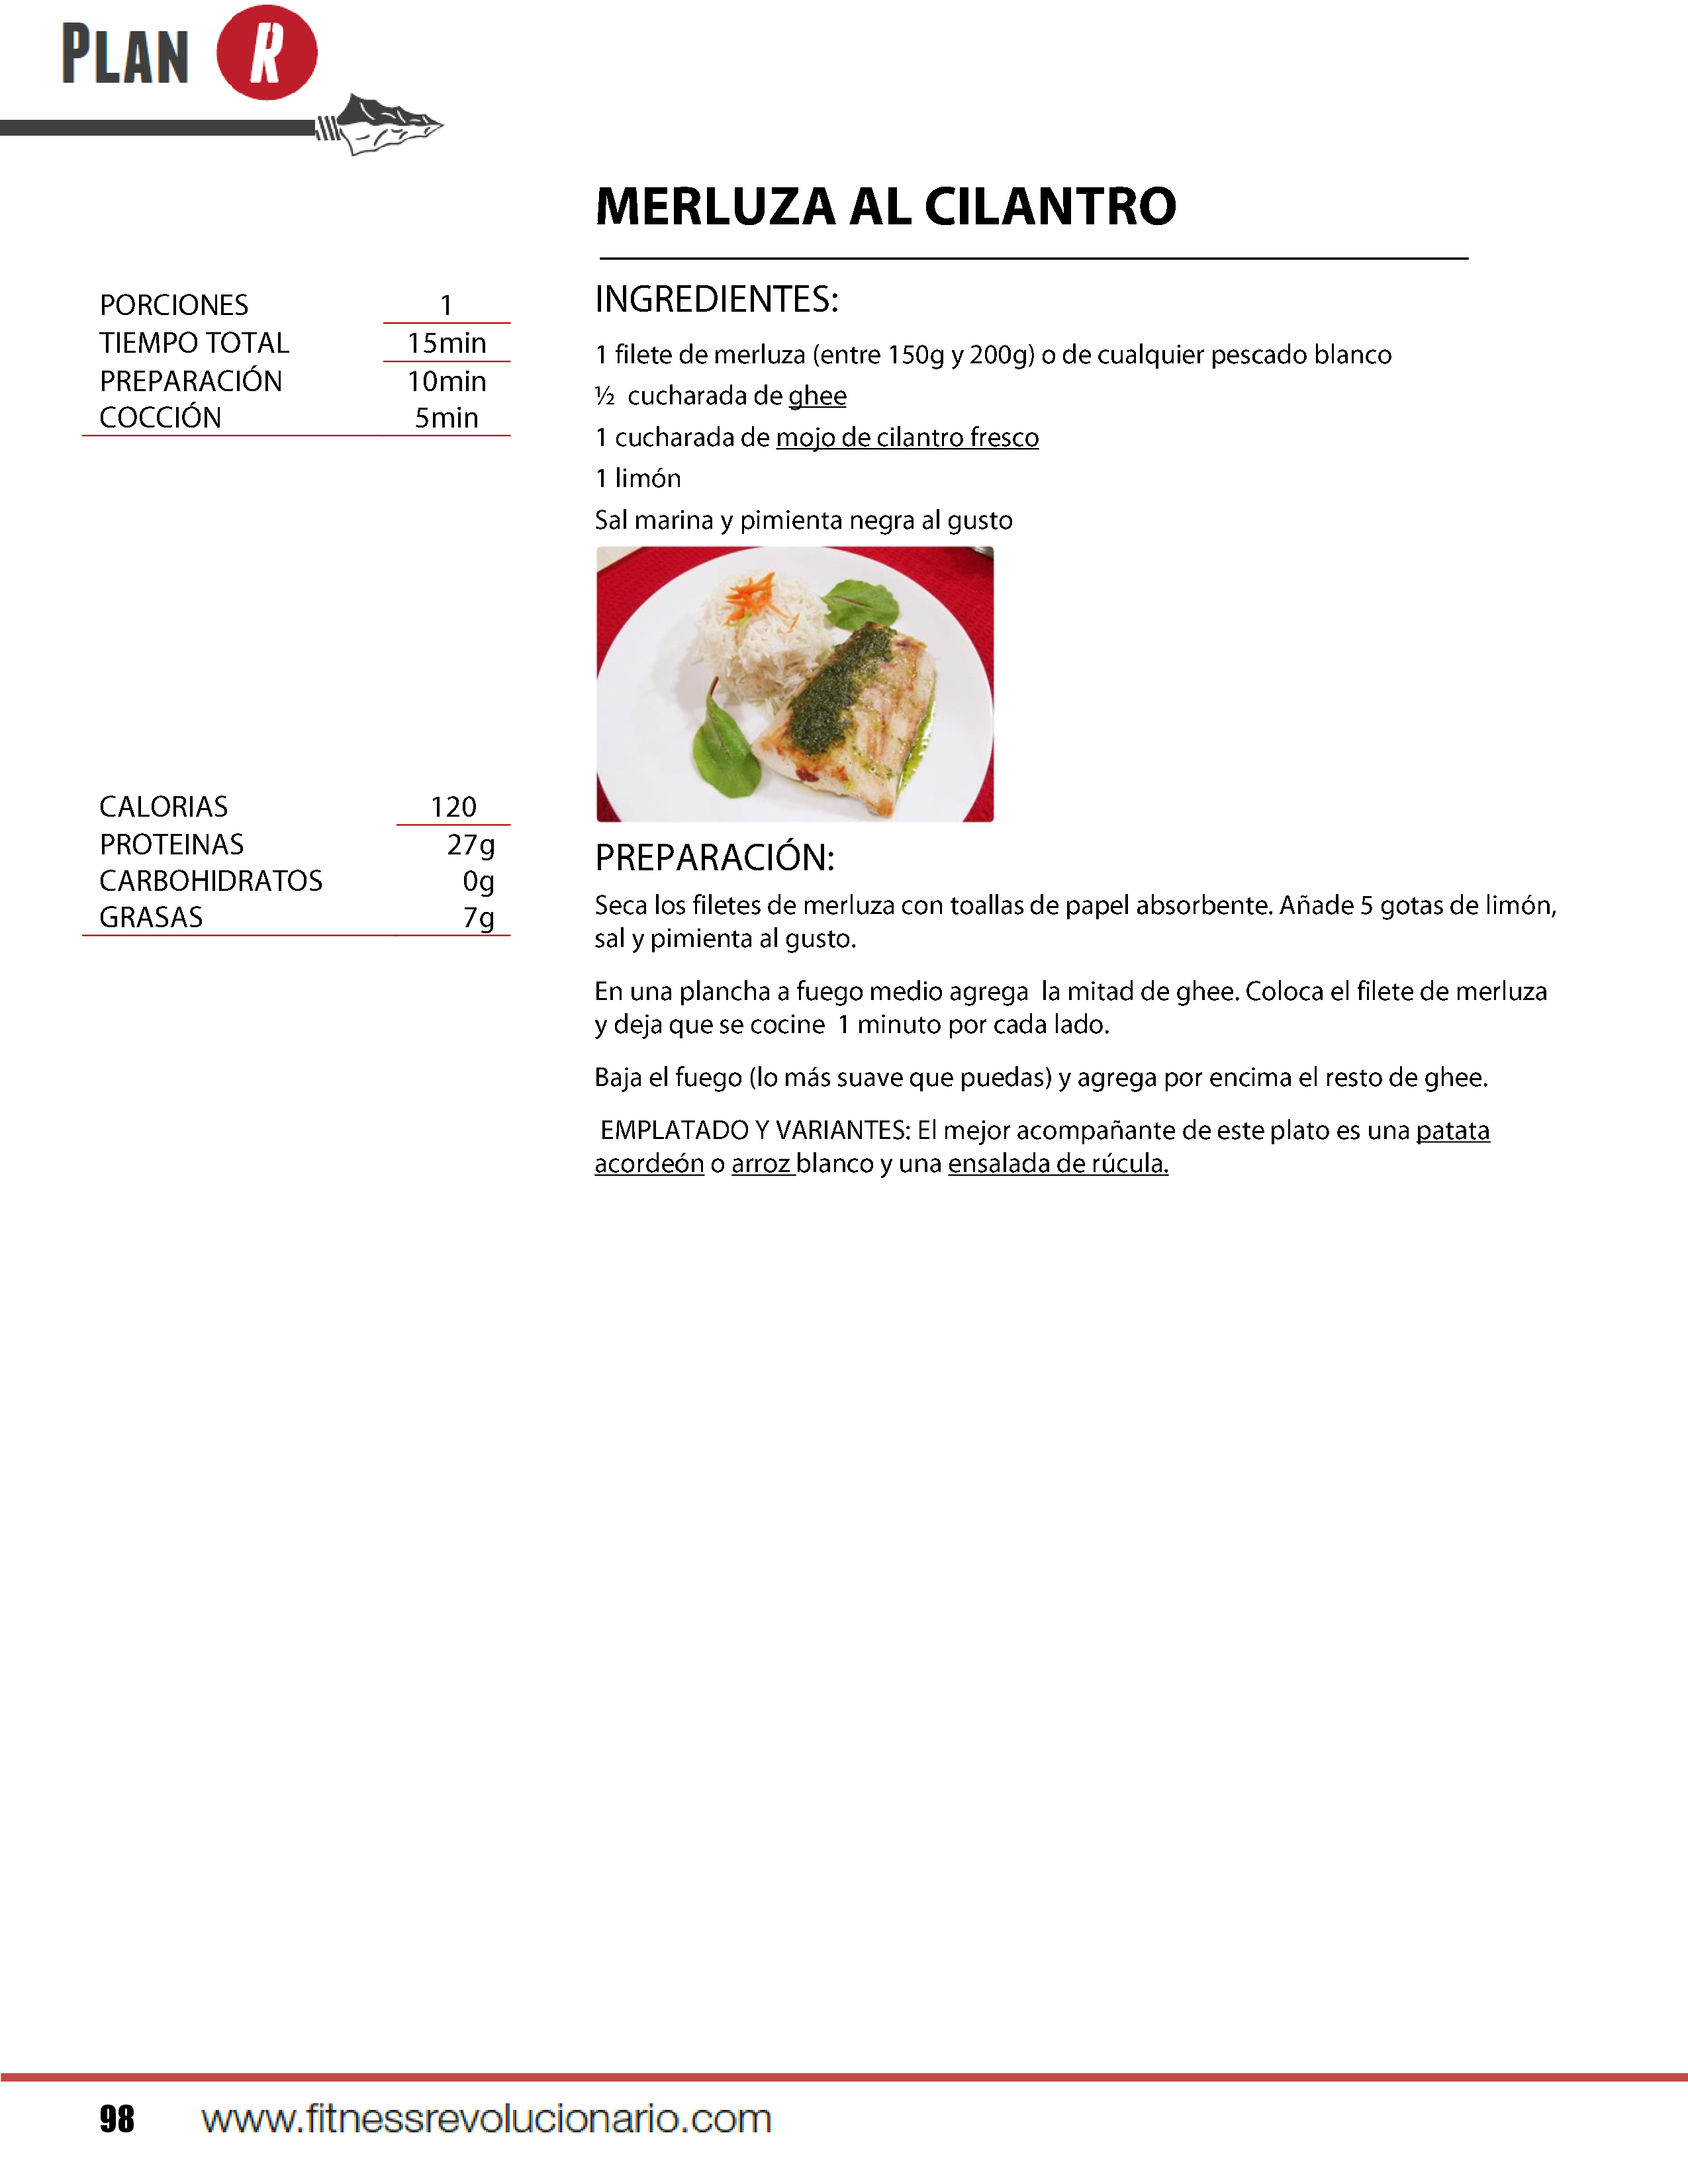 PLAN R
MERLUZA AL CILANTRO
PORCIONES 1
TIEMPO TOTAL 15min
PREPARACIÓN 10min
COCCIÓN 5min
CALORIAS 120
PROTEINAS 27g
CARBOHIDRATOS 0g
GRASAS 7g
INGREDIENTES:
1 filete de merluza (entre 150g y 200g) o de cualquier pescado blanco
½ cucharada de ghee
1 cucharada de mojo de cilantro fresco
1 limón
Sal marina y pimienta negra al gusto
PREPARACIÓN:
Seca los filetes de merluza con toallas de papel absorbente. Añade 5 gotas de limón,
sal y pimienta al gusto.
En una plancha a fuego medio agrega la mitad de ghee. Coloca el filete de merluza
y deja que se cocine 1 minuto por cada lado.
Baja el fuego (lo más suave que puedas) y agrega por encima el resto de ghee.
EMPLATADO Y VARIANTES: El mejor acompañante de este plato es una patata
acordeón o arroz blanco y una ensalada de rúcula.
98 www.fitnessrevolucionario.com